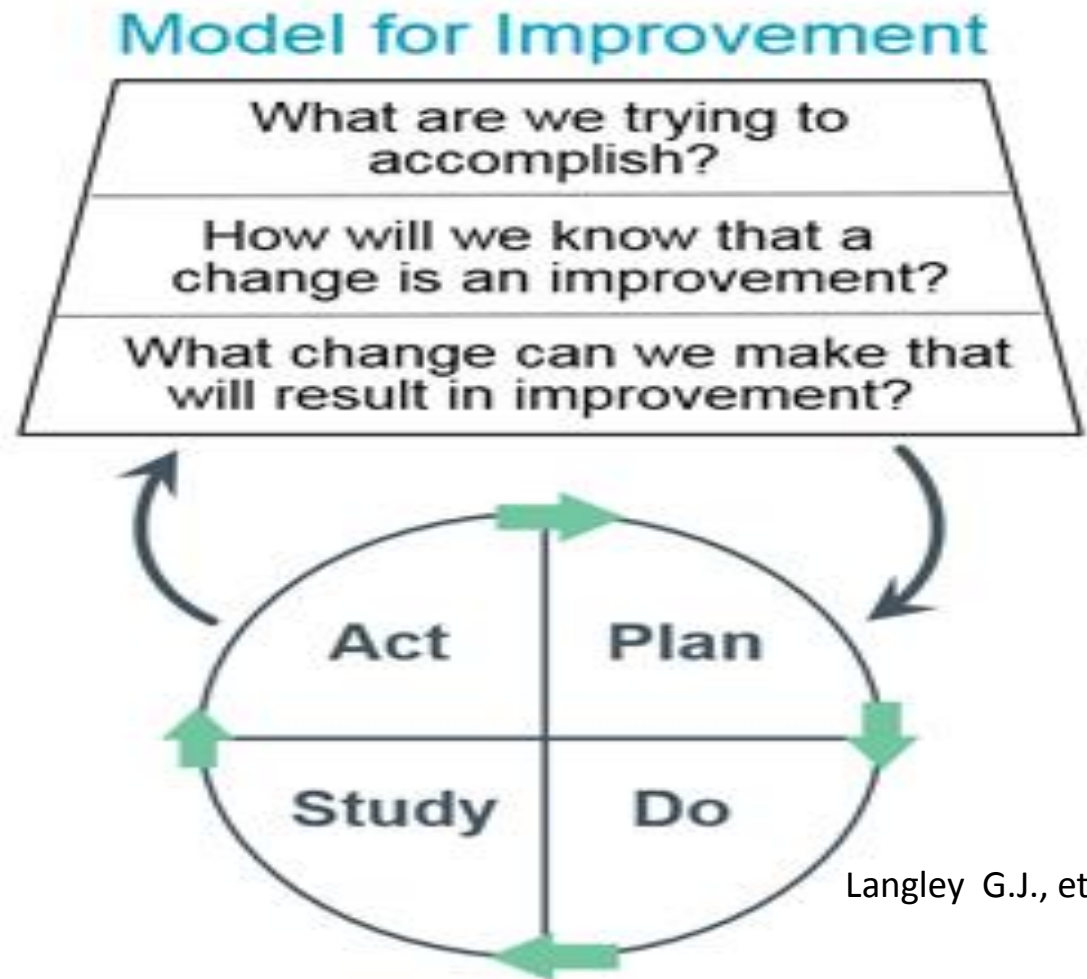 Model for Improvement
What are we trying to
accomplish?
How will we know that a
change is an improvement?
What change can we make that
will result in improvement?
Act
Plan
Study
Do
Langley G.J., et